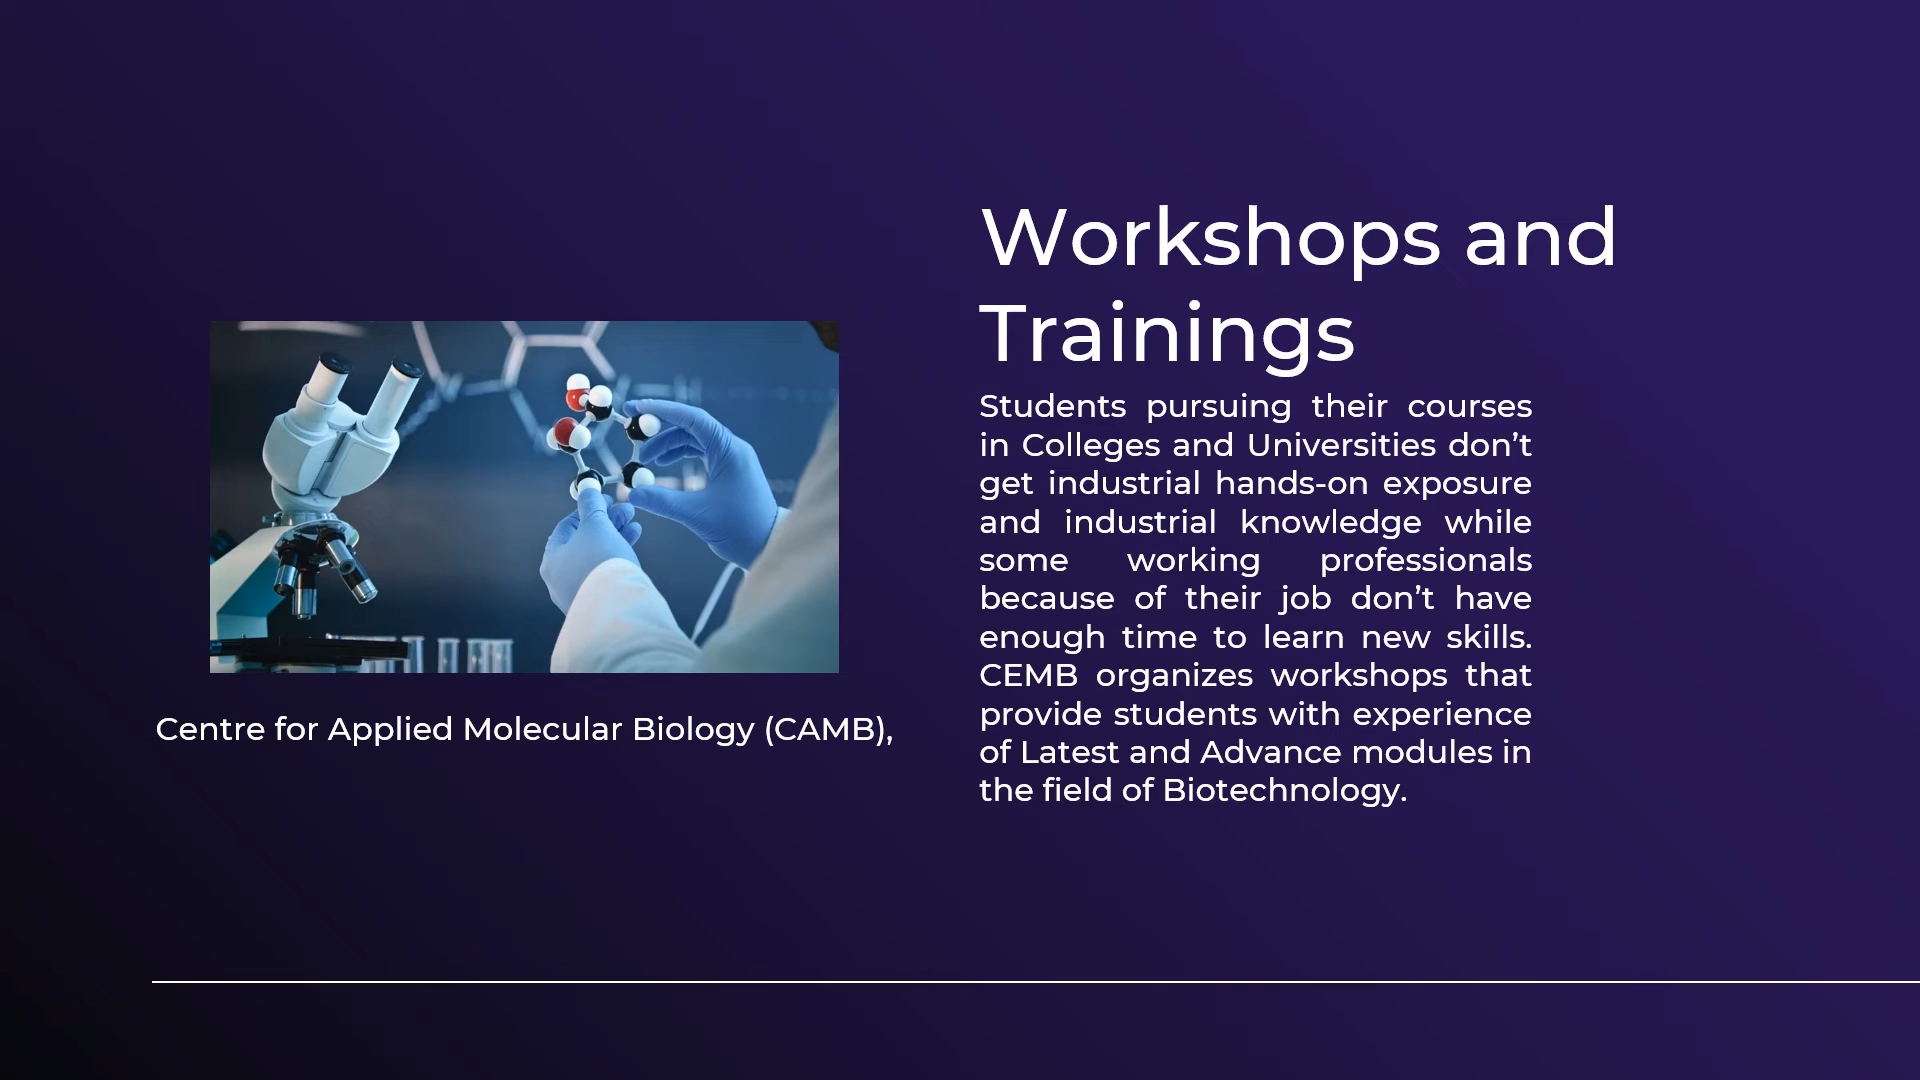 Workshops and
Trainings
Students pursuing their courses
in Colleges and Universities don’t
get industrial hands-on exposure
and industrial knowledge while
some working professionals
because of their job don’t have
enough time to learn new skills.
CEMB organizes workshops that
provide students with experience
of Latest and Advance modules in
the field of Biotechnology.
Centre for Applied Molecular Biology (CAMB),